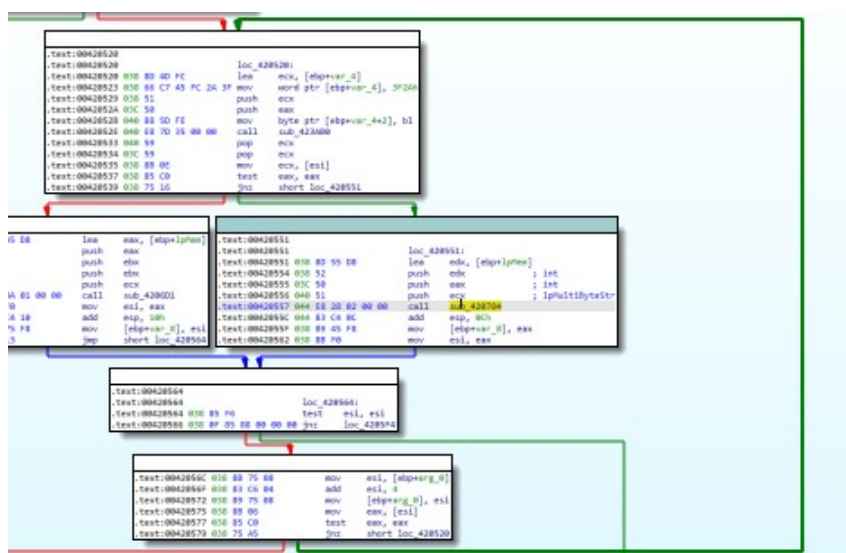 .text:00420520
.text:00420520 loc_420520:
.text:00420520 038 8D 4D FC lea ecx, [ebp+var_4]
.text:00420523 038 66 C7 45 FC 2A 3F mov word ptr [ebp+var_4], 3F2Ah
.text:00420529 038 51 push ecx
.text:0042052A 03C 50 push eax
.text:0042052B 040 88 5D FE mov byte ptr [ebp+var_4+2], bl
.text:0042052E 040 E8 7D 35 00 00 call sub_423AB0
.text:00420533 040 59 pop ecx
.text:00420534 03C 59 pop ecx
.text:00420535 038 8B 0E mov ecx, [esi]
.text:00420537 038 85 C0 test eax, eax
.text:00420539 038 75 16 jnz short loc_420551
lea eax, [ebp+lpMem]
push eax
push ebx
push ebx
push ecx
01 00 00 call sub_4206D1
mov esi, eax
add esp, 10h
mov [ebp+var_8], esi
jmp short loc_420564
.text:00420551
.text:00420551 loc_420551:
.text:00420551 038 8D 55 D8 lea edx, [ebp+lpMem]
.text:00420554 038 52 push edx ; int
.text:00420555 03C 50 push eax ; int
.text:00420556 040 51 push ecx ; lpMultiByteStr
.text:00420557 044 E8 28 02 00 00 call sub_420784
.text:0042055C 044 83 C4 0C add esp, 0Ch
.text:0042055F 038 89 45 F8 mov [ebp+var_8], eax
.text:00420562 038 8B F0 mov esi, eax
.text:00420564
.text:00420564 loc_420564:
.text:00420564 038 85 F6 test esi, esi
.text:00420566 038 0F 85 88 00 00 00 jnz loc_4205F4
.text:0042056C 038 8B 75 08 mov esi, [ebp+arg_0]
.text:0042056F 038 83 C6 04 add esi, 4
.text:00420572 038 89 75 08 mov [ebp+arg_0], esi
.text:00420575 038 8B 06 mov eax, [esi]
.text:00420577 038 85 C0 test eax, eax
.text:00420579 038 75 A5 jnz short loc_420520